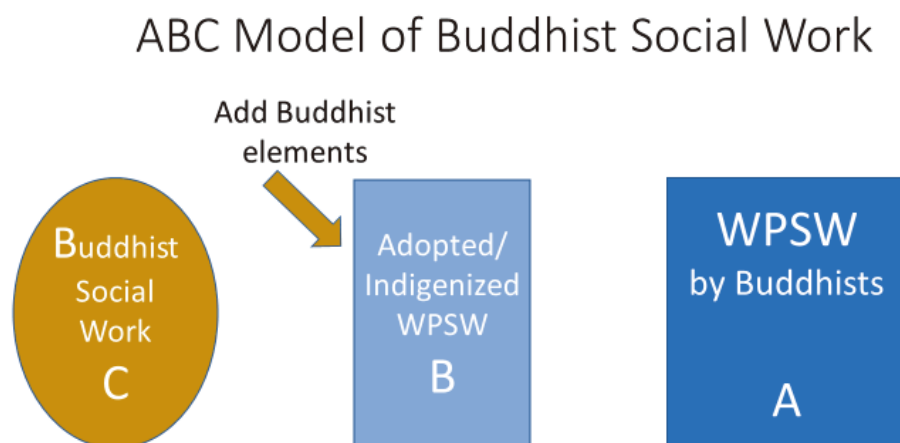 ABC Model of Buddhist Social Work
Add Buddhist
elements
Buddhist
Social
Work
C
Adopted/
Indigenized
WPSW
B
WPSW
by Buddhists
A